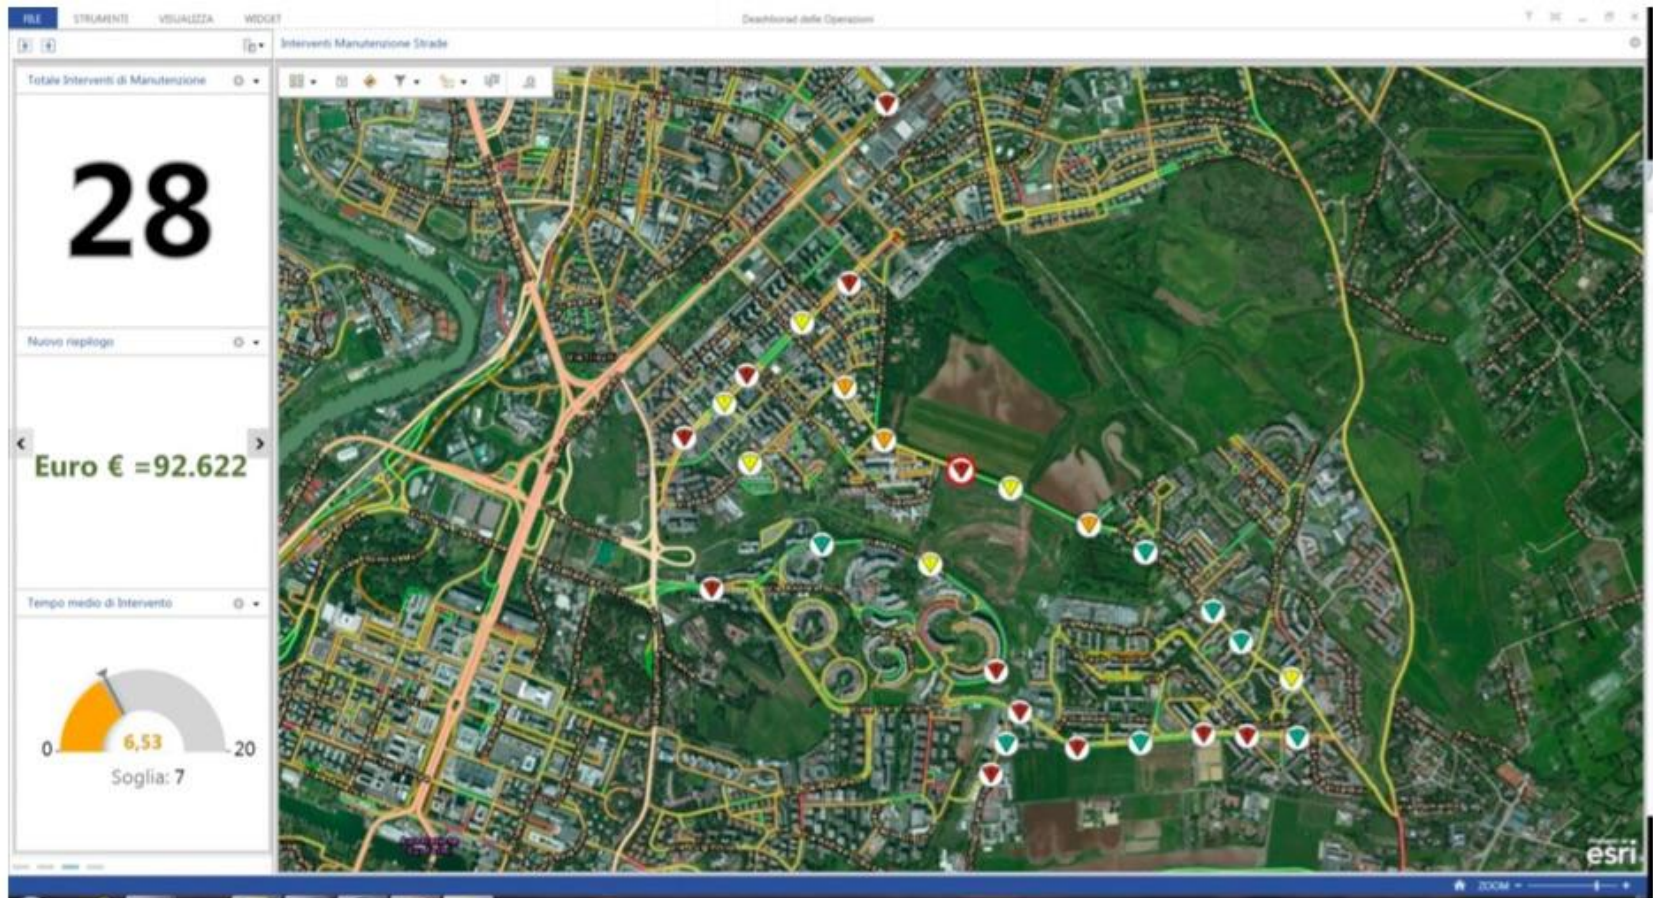 FILE STRUMENTI VISUALIZZA WIDGET
Deashborad delle Operazioni
Interventi Manutenzione Strade
Totale Interventi di Manutenzione
28
Nuovo riepilogo
Euro € =92.622
Tempo medio di Intervento
0
6,53
20
Soglia: 7
esri
ZOOM